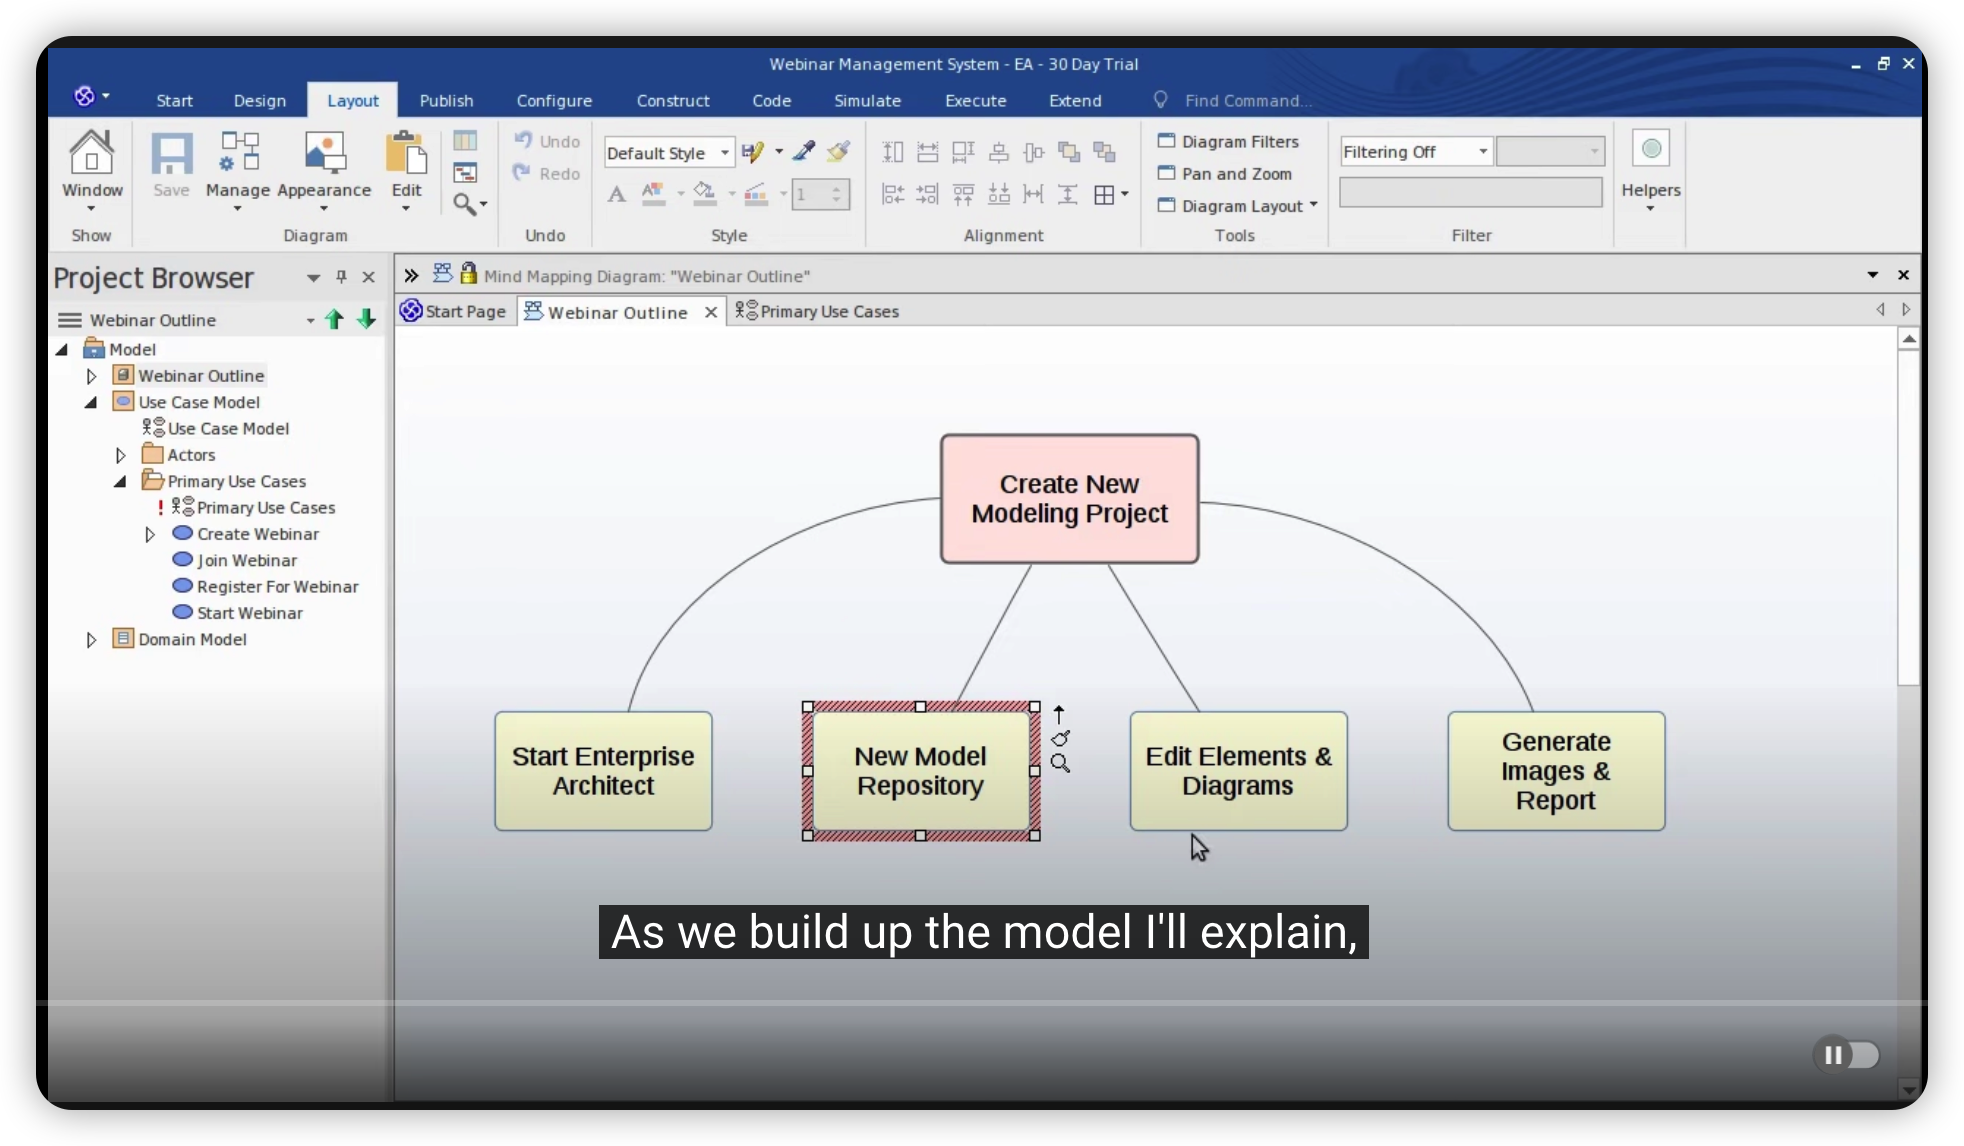 Webinar Management System - EA - 30 Day Trial
Start Design Layout Publish Configure Construct Code Simulate Execute Extend Find Command...
Window
Show
Save Manage Appearance Edit
Diagram
Undo
Redo
Undo
Default Style
A
1
Style
Alignment
Diagram Filters
Pan and Zoom
Diagram Layout
Tools
Filtering Off
Filter
Helpers
Project Browser
Webinar Outline
Model
Webinar Outline
Use Case Model
Use Case Model
Actors
Primary Use Cases
! Primary Use Cases
Create Webinar
Join Webinar
Register For Webinar
Start Webinar
Domain Model
Mind Mapping Diagram: "Webinar Outline"
Start Page Webinar Outline Primary Use Cases
Create New
Modeling Project
Start Enterprise
Architect
New Model
Repository
Edit Elements &
Diagrams
Generate
Images &
Report
As we build up the model I'll explain,